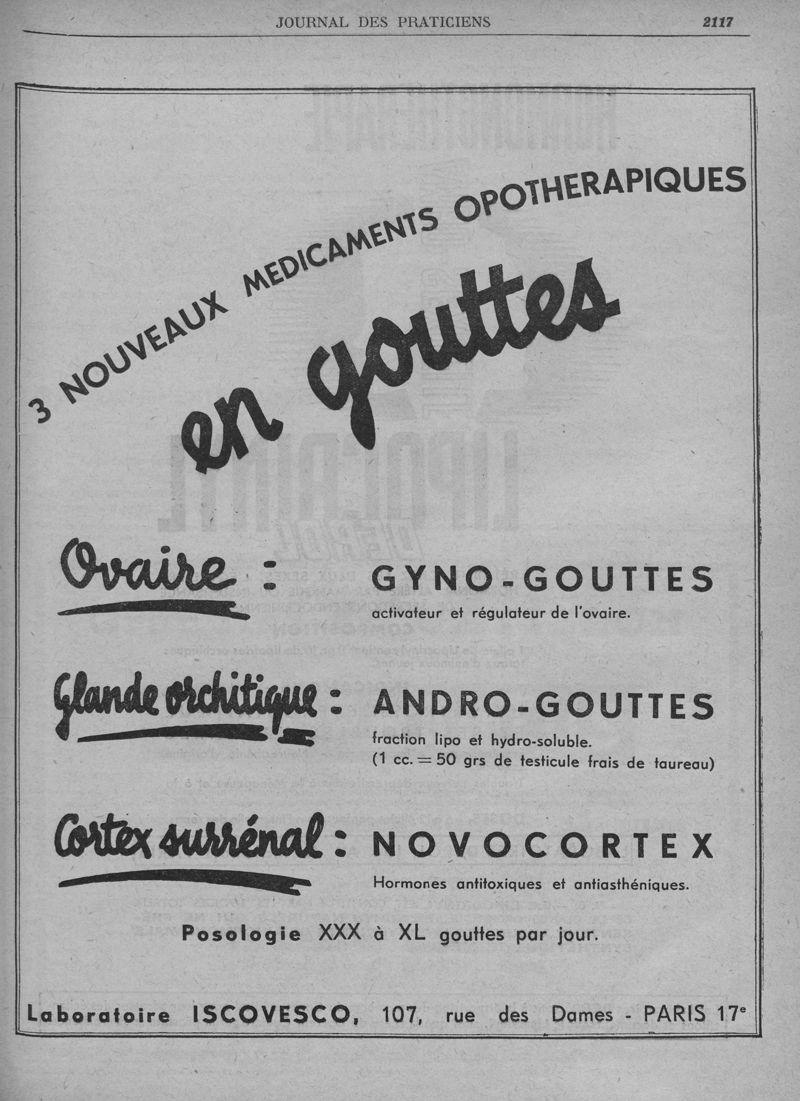 JOURNAL DES PRATICIENS 2117
3 NOUVEAUX MEDICAMENTS OPOTHERAPIQUES
en gouttes
Ovaire : GYNO-GOUTTES
activateur et régulateur de l'ovaire.
Glande orchitique : ANDRO-GOUTTES
fraction lipo et hydro-soluble.
(1 cc. = 50 grs de testicule frais de taureau)
Cortex surrénal : NOVOCORTEX
Hormones antitoxiques et antiasthéniques.
Posologie XXX à XL gouttes par jour.
Laboratoire ISCOVESCO, 107, rue des Dames - PARIS 17e